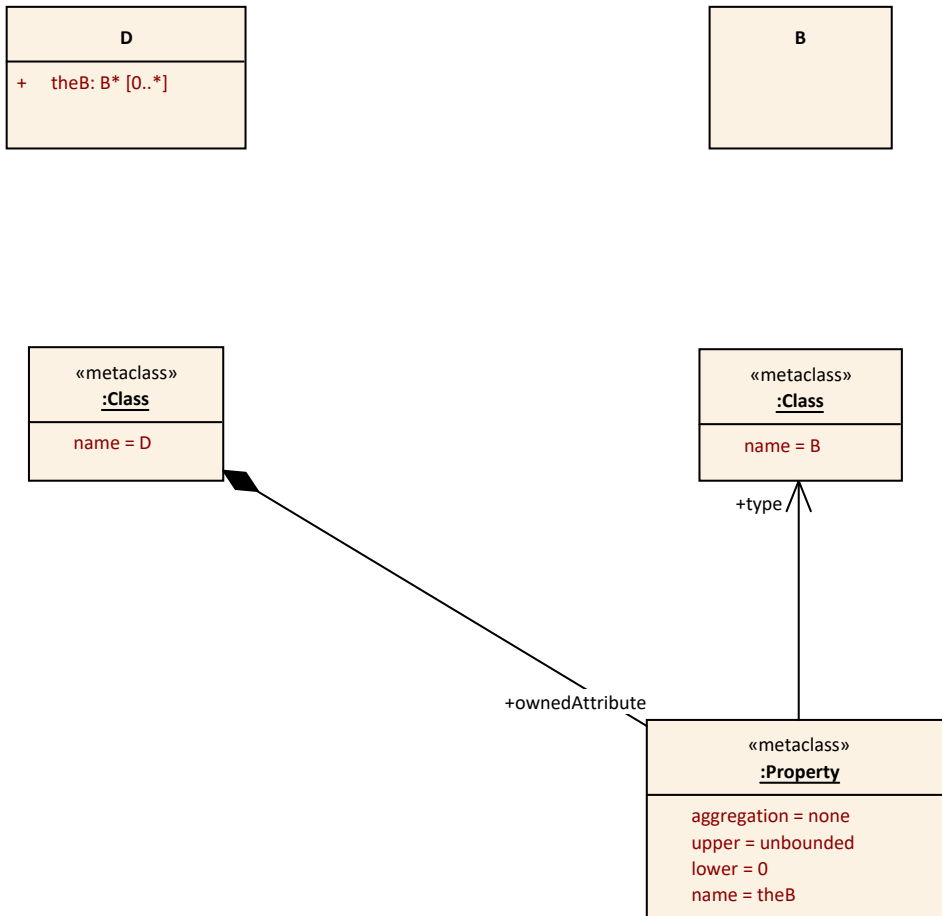 D
+ theB: B* [0..*]
B
«metaclass»
:Class
name = D
«metaclass»
:Class
name = B
+type
+ownedAttribute
«metaclass»
:Property
aggregation = none
upper = unbounded
lower = 0
name = theB